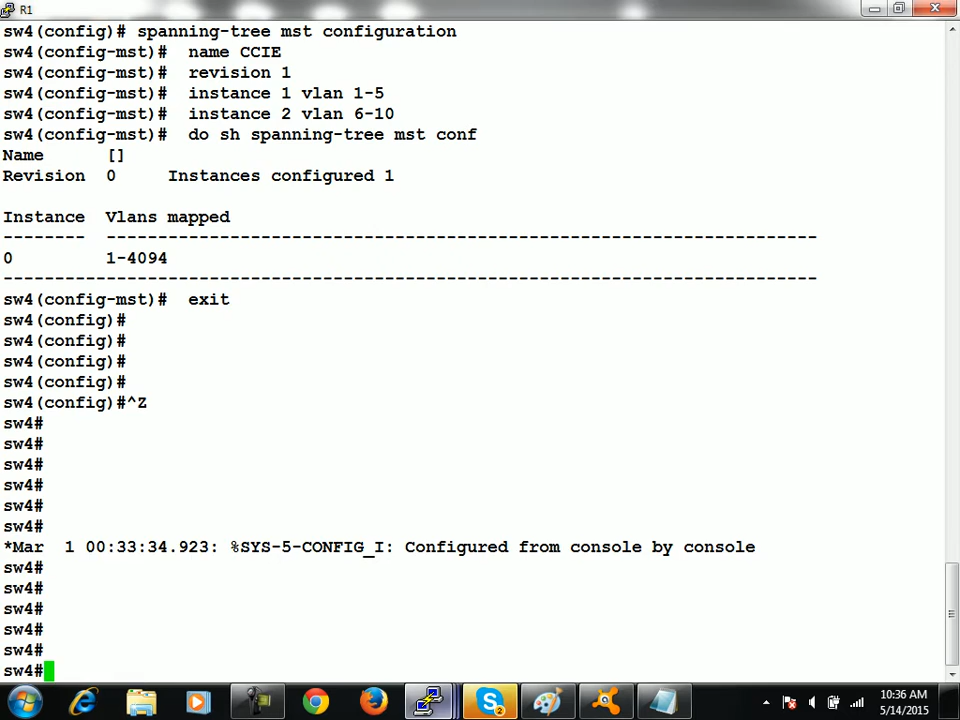 R1
sw4(config)# spanning-tree mst configuration
sw4(config-mst)#  name CCIE
sw4(config-mst)#  revision 1
sw4(config-mst)#  instance 1 vlan 1-5
sw4(config-mst)#  instance 2 vlan 6-10
sw4(config-mst)#  do sh spanning-tree mst conf
Name      []
Revision  0     Instances configured 1
Instance  Vlans mapped
--------  ---------------------------------------------------------------------
0         1-4094
-------------------------------------------------------------------------------
sw4(config-mst)#  exit
sw4(config)#
sw4(config)#
sw4(config)#
sw4(config)#
sw4(config)#^Z
sw4#
sw4#
sw4#
sw4#
sw4#
sw4#
*Mar  1 00:33:34.923: %SYS-5-CONFIG_I: Configured from console by console
sw4#
sw4#
sw4#
sw4#
sw4#
sw4#
2
10:36 AM
5/14/2015